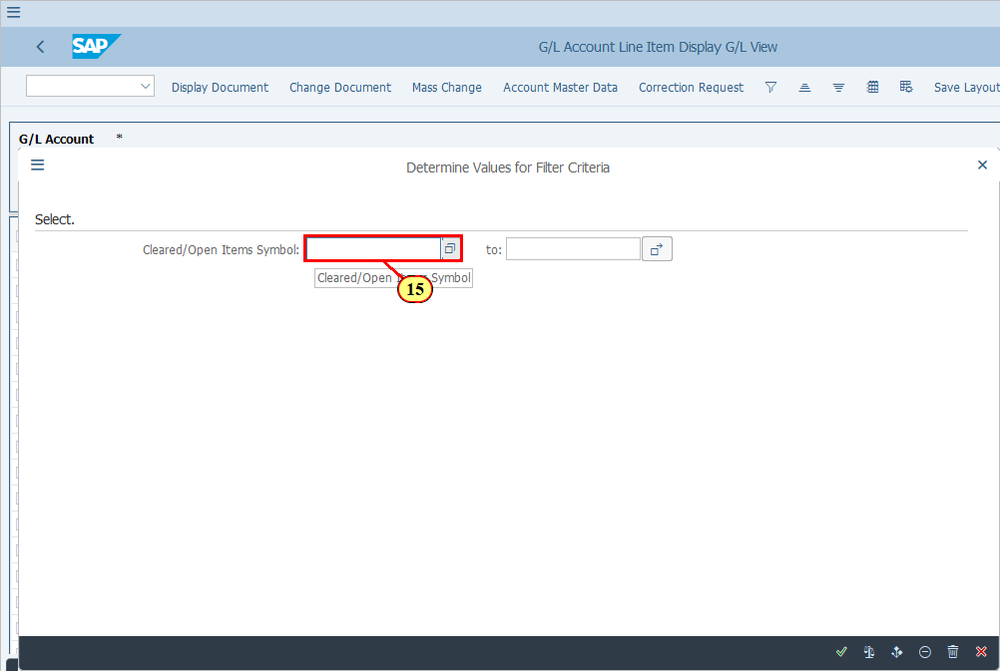 SAP
G/L Account Line Item Display G/L View
Display Document Change Document Mass Change Account Master Data Correction Request Save Layout
G/L Account *
Determine Values for Filter Criteria
Select.
Cleared/Open Items Symbol: to:
Cleared/Open Symbol
15